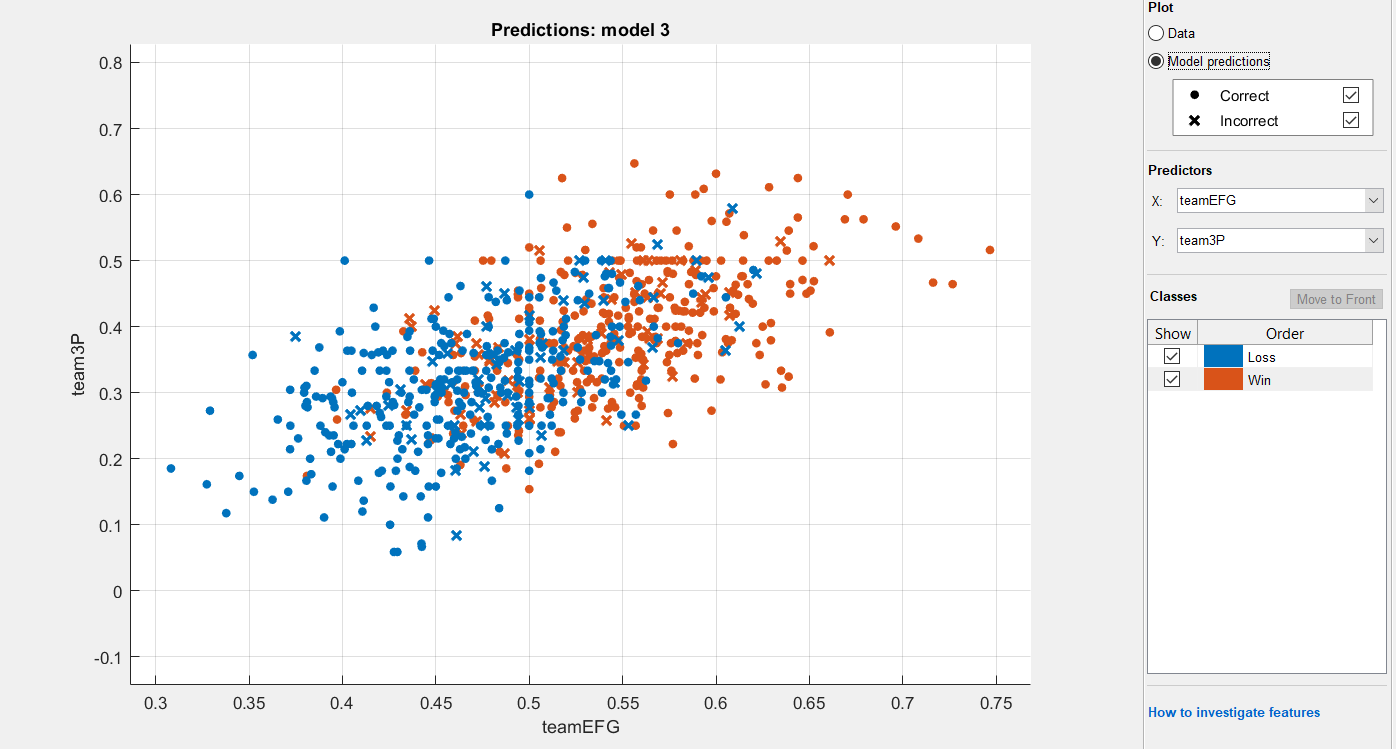 Predictions: model 3
0.8
0.7
0.6
0.5
0.4
0.3
0.2
0.1
0
-0.1
team3P
0.3 0.35 0.4 0.45 0.5 0.55 0.6 0.65 0.7 0.75
teamEFG
Plot
Data
Model predictions
Correct
Incorrect
Predictors
X: teamEFG
Y: team3P
Classes Move to Front
Show Order
Loss
Win
How to investigate features